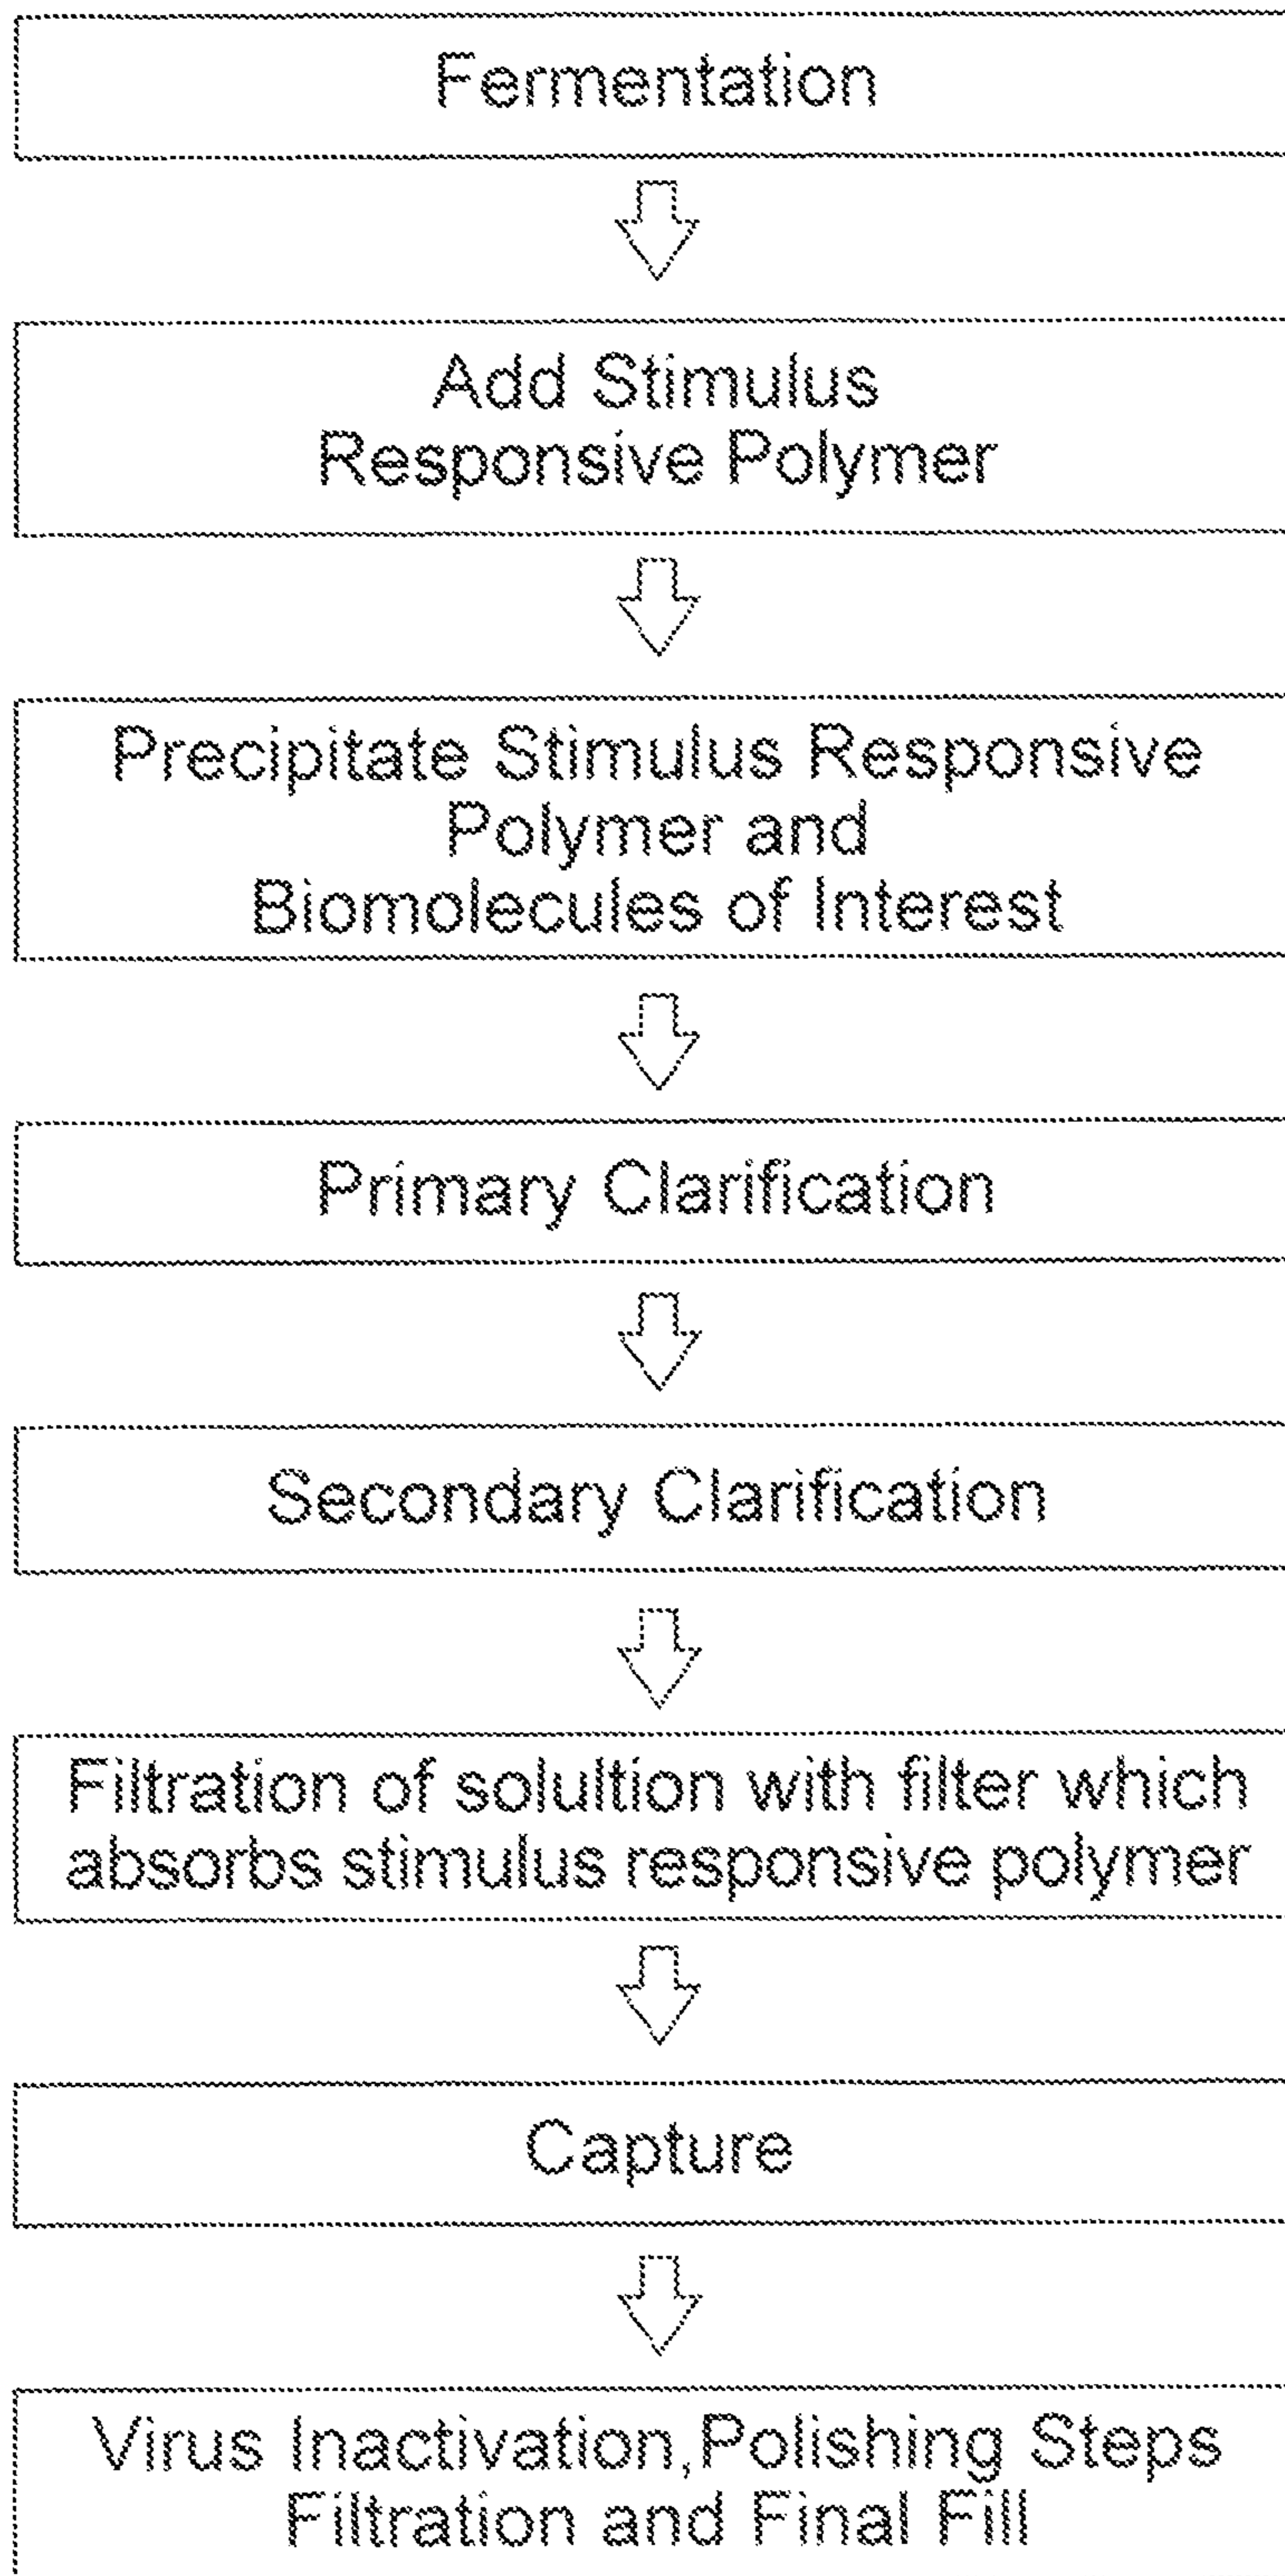 Fermentation
Add Stimulus
Responsive Polymer
Precipitate Stimulus Responsive
Polymer and
Biomolecules of Interest
Primary Clarification
Secondary Clarification
Filtration of solultion with filter which
absorbs stimulus responsive polymer
Capture
Virus Inactivation,Polishing Steps
Filtration and Final Fill